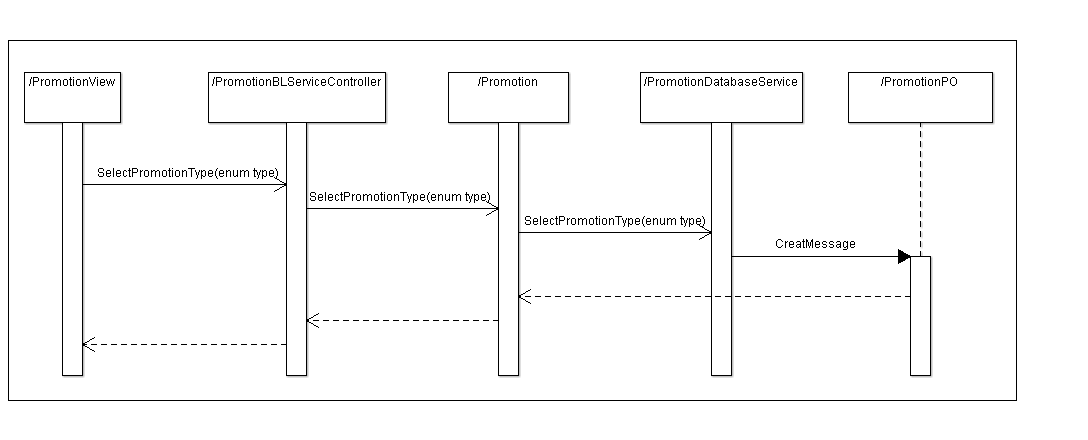 /PromotionView
/PromotionBLServiceController
/Promotion
/PromotionDatabaseService
/PromotionPO
SelectPromotionType(enum type)
SelectPromotionType(enum type)
SelectPromotionType(enum type)
CreatMessage